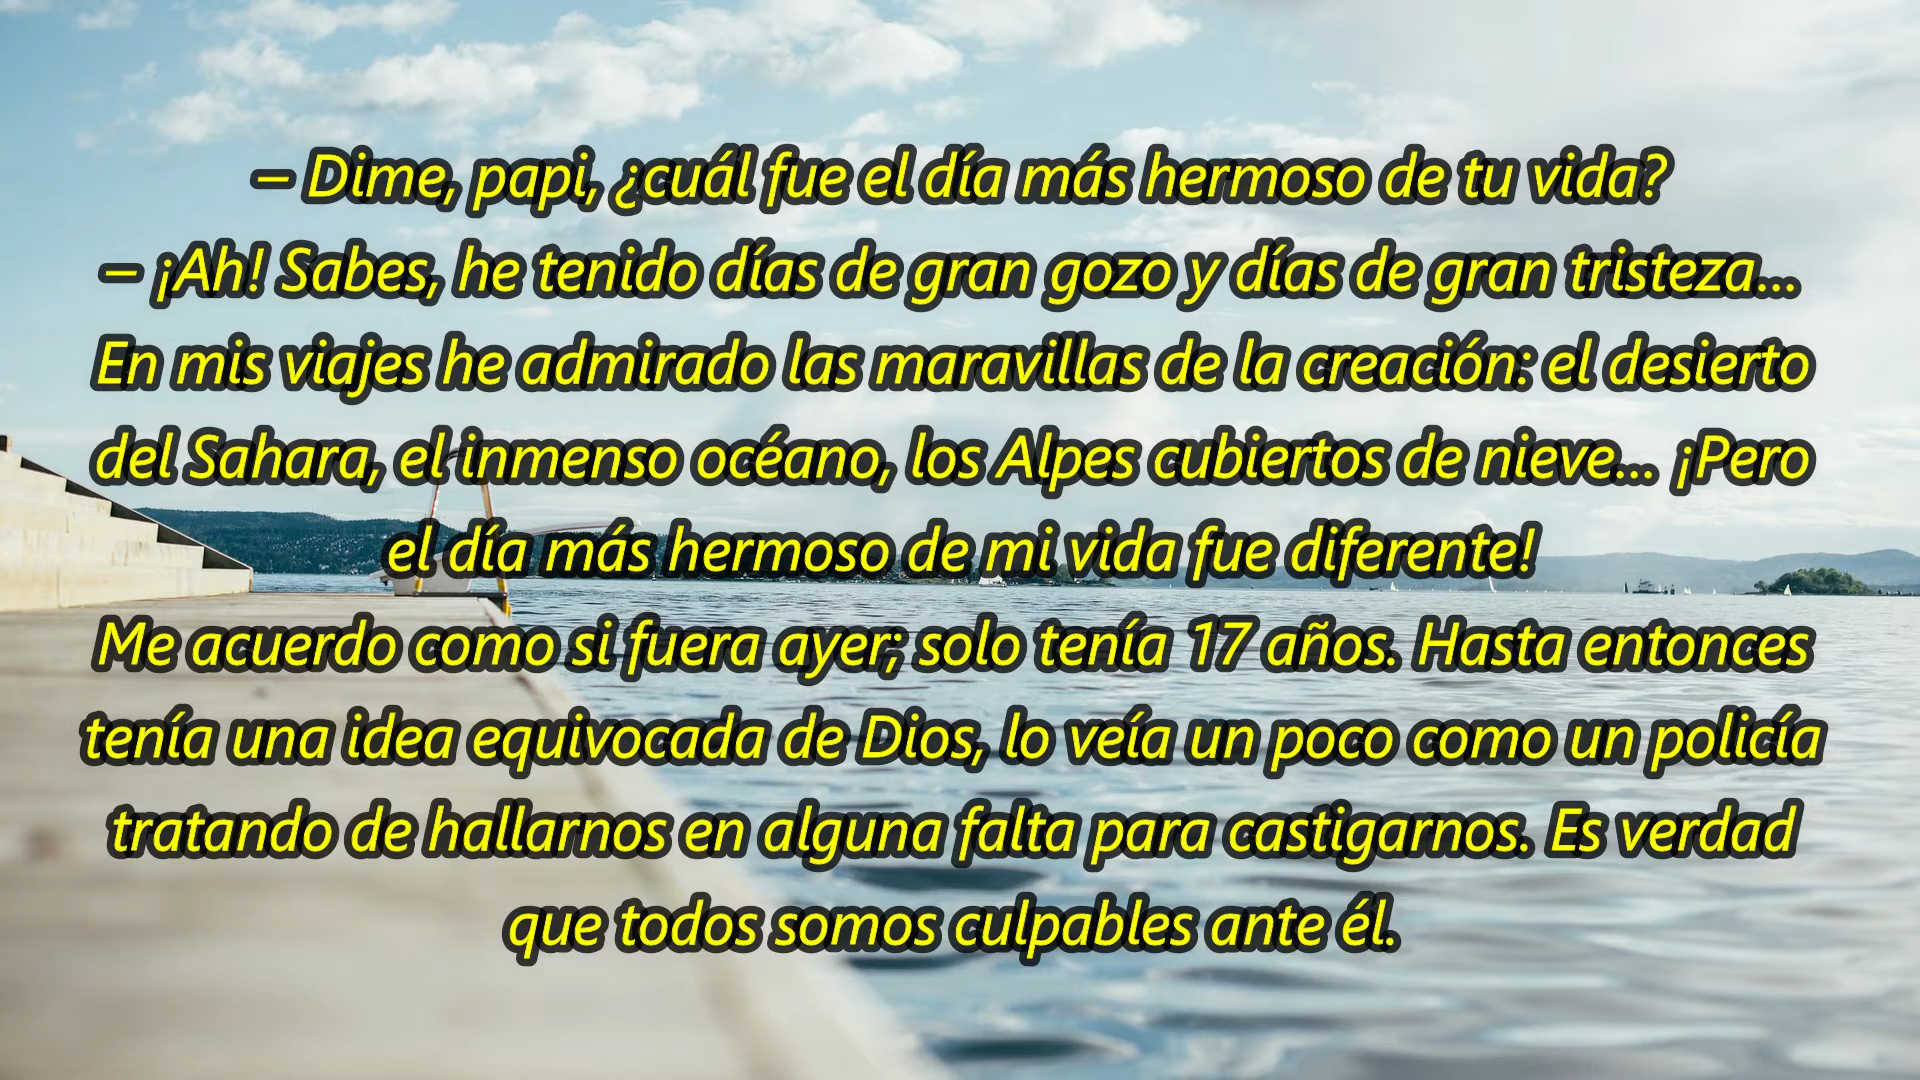 – Dime, papi, ¿cuál fue el día más hermoso de tu vida?
– ¡Ah! Sabes, he tenido días de gran gozo y días de gran tristeza...
En mis viajes he admirado las maravillas de la creación: el desierto
del Sahara, el inmenso océano, los Alpes cubiertos de nieve... ¡Pero
el día más hermoso de mi vida fue diferente!
Me acuerdo como si fuera ayer; solo tenía 17 años. Hasta entonces
tenía una idea equivocada de Dios, lo veía un poco como un policía
tratando de hallarnos en alguna falta para castigarnos. Es verdad
que todos somos culpables ante él.